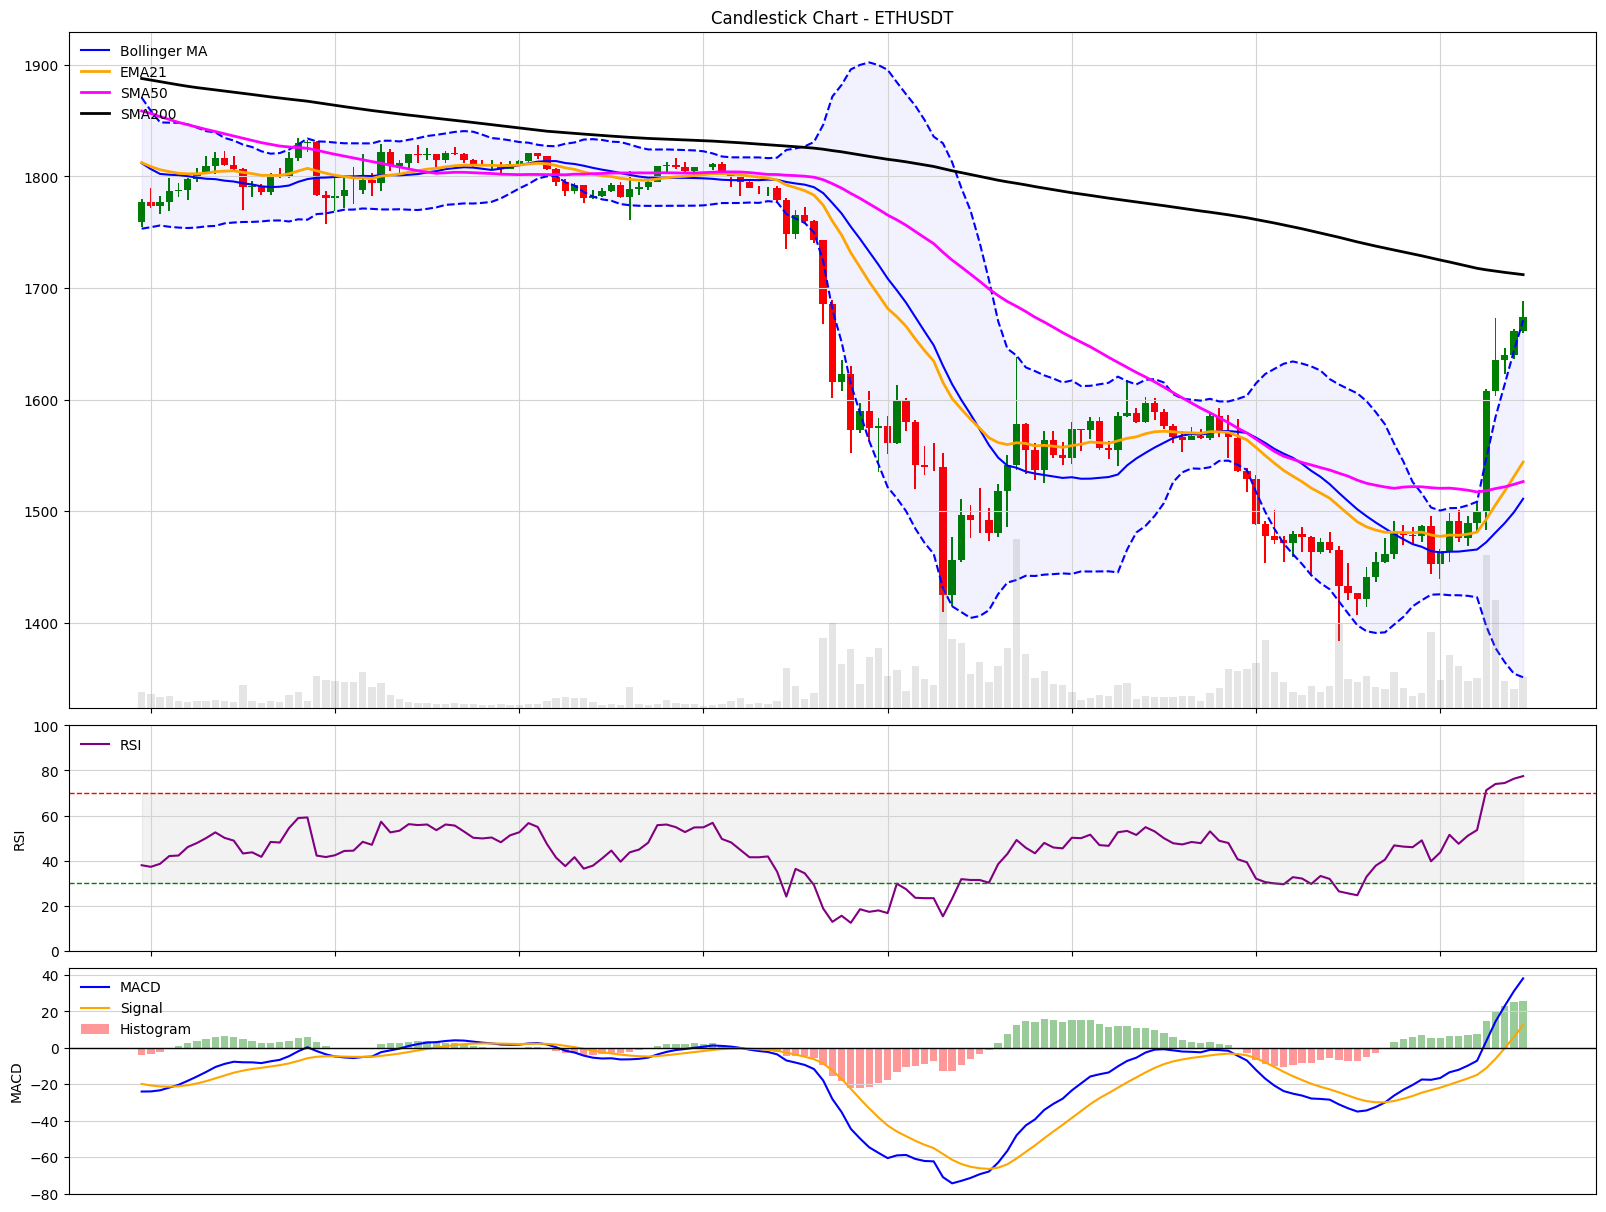 Candlestick Chart - ETHUSDT
Bollinger MA
EMA21
SMA50
SMA200
1900
1800
1700
1600
1500
1400
RSI
100
80
60
40
20
0
RSI
MACD
Signal
Histogram
40
20
0
−20
−40
−60
−80
MACD